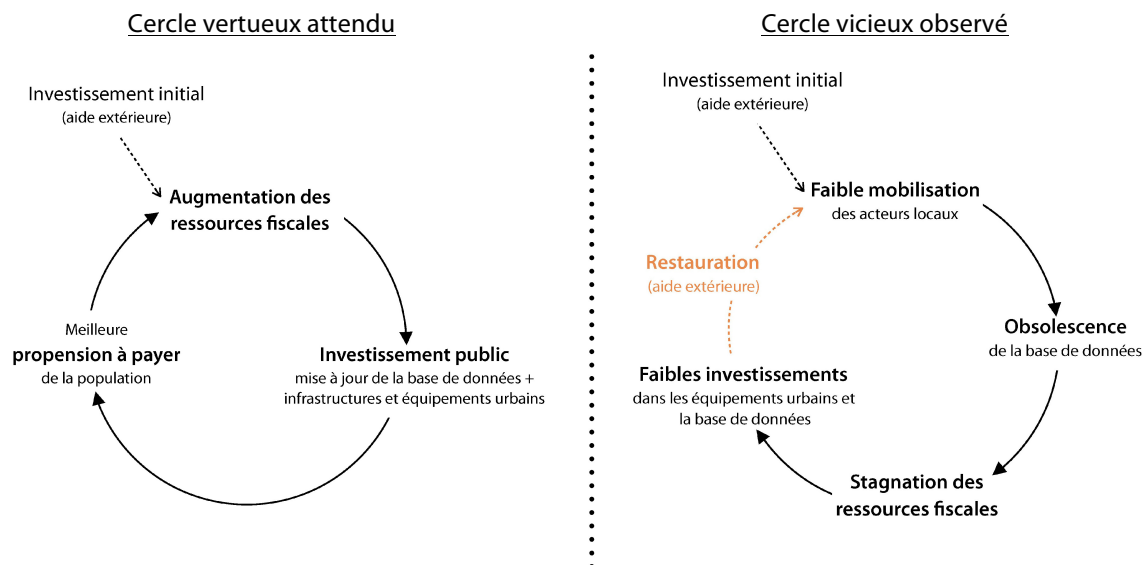 Cercle vertueux attendu
Investissement initial
(aide extérieure)
Augmentation des
ressources fiscales
Investissement public
mise à jour de la base de données +
infrastructures et équipements urbains
Meilleure
propension à payer
de la population
Cercle vicieux observé
Investissement initial
(aide extérieure)
Faible mobilisation
des acteurs locaux
Obsolescence
de la base de données
Stagnation des
ressources fiscales
Faibles investissements
dans les équipements urbains et
la base de données
Restauration
(aide extérieure)